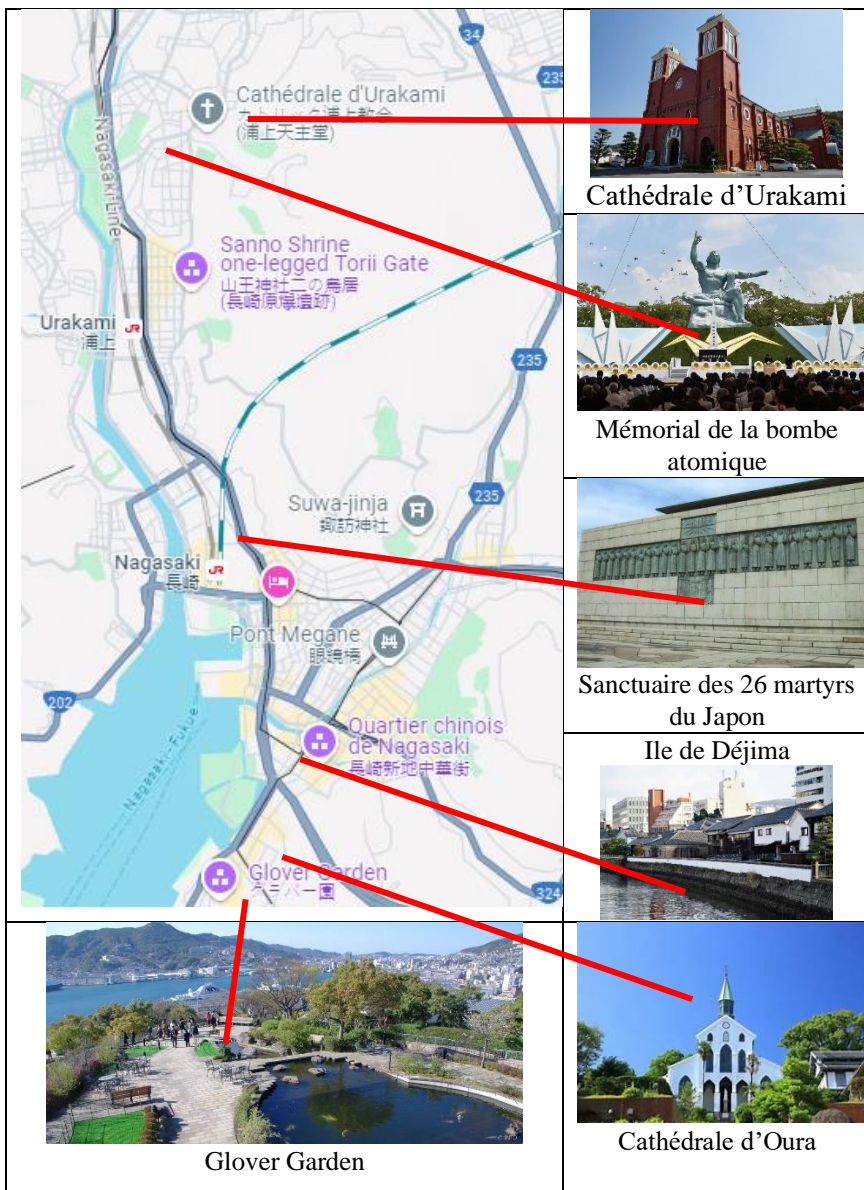 34
235
Cathédrale d'Urakami
カトリック浦上教会
(浦上天主堂)
Cathédrale d’Urakami
Nagasaki Line
Sanno Shrine
one-legged Torii Gate
山王神社二の鳥居
(長崎原爆遺跡)
Urakami
浦上
JR
235
Mémorial de la bombe
atomique
235
Suwa-jinja
諏訪神社
Nagasaki
長崎
JR
Pont Megane
眼鏡橋
202
Sanctuaire des 26 martyrs
du Japon
Nagasaki-Fukue
Quartier chinois
de Nagasaki
長崎新地中華街
Ile de Déjima
Glover Garden
グラバー園
324
Glover Garden
Cathédrale d’Oura